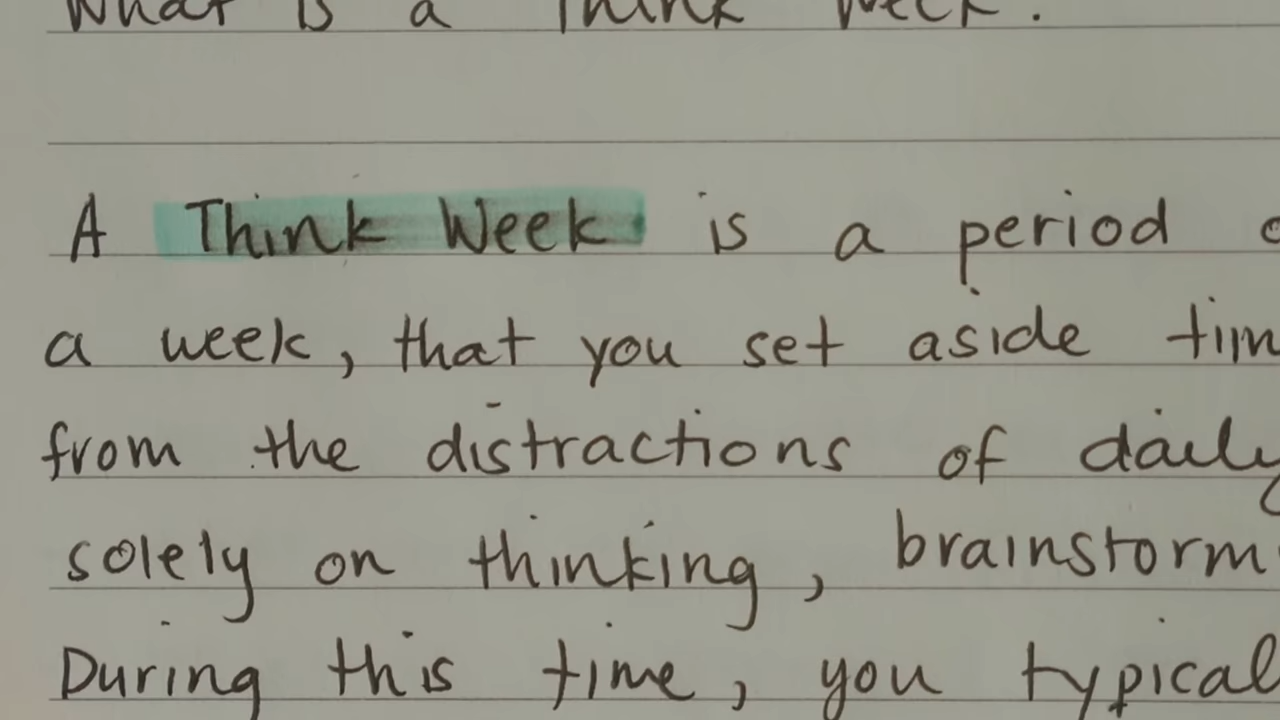 What is a Think Week?
A Think Week is a period
a week, that you set aside
from the distractions of daily
solely on thinking,
During this time, you